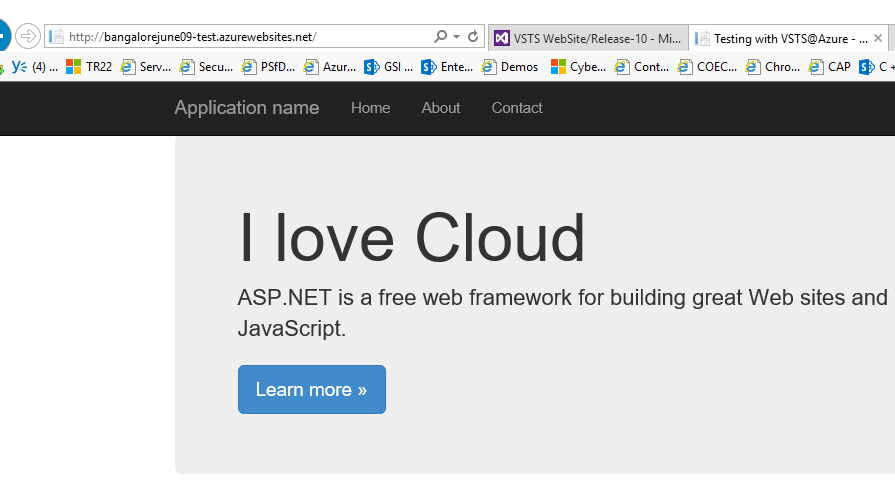 http://bangalorejune09-test.azurewebsites.net/
VSTS WebSite/Release-10 - Mi...
Testing with VSTS@Azure - ...
(4) ... TR22 Serv... Secu... PSfD... Azur... GSI ... Ente... Demos Cybe... Cont... COEC... Chro... CAP C +
Application name Home About Contact
I love Cloud
ASP.NET is a free web framework for building great Web sites and
JavaScript.
Learn more »